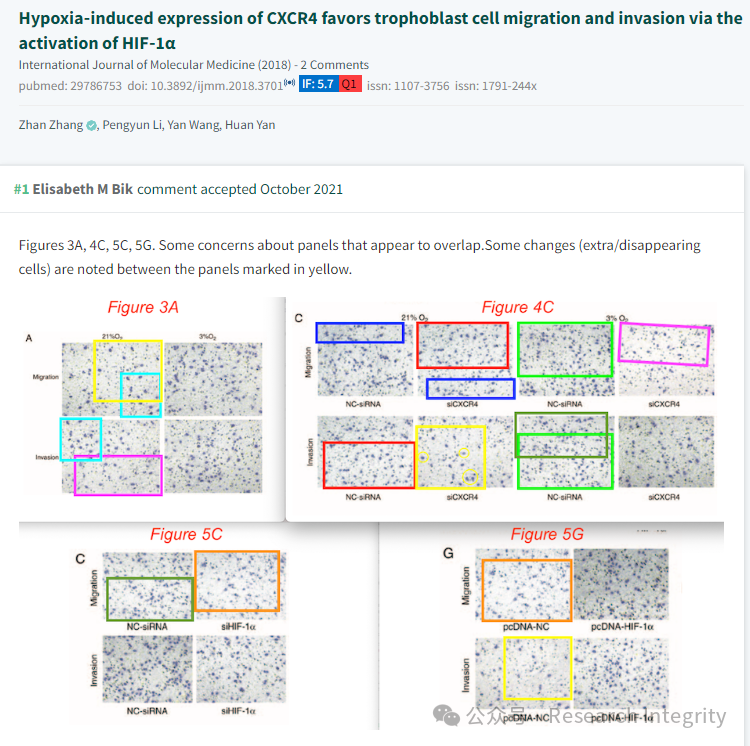 Hypoxia-induced expression of CXCR4 favors trophoblast cell migration and invasion via the
activation of HIF-1α
International Journal of Molecular Medicine (2018) - 2 Comments
pubmed: 29786753 doi: 10.3892/ijmm.2018.3701 IF: 5.7 Q1 issn: 1107-3756 issn: 1791-244x
Zhan Zhang, Pengyun Li, Yan Wang, Huan Yan
#1 Elisabeth M Bik comment accepted October 2021
Figures 3A, 4C, 5C, 5G. Some concerns about panels that appear to overlap.Some changes (extra/disappearing
cells) are noted between the panels marked in yellow.
Figure 3A
A
21%O₂ 3%O₂
Migration
Invasion
Figure 4C
C
21% O₂ 3% O₂
Migration
NC-siRNA siCXCR4 NC-siRNA siCXCR4
Invasion
NC-siRNA siCXCR4 NC-siRNA siCXCR4
Figure 5C
C
Migration
NC-siRNA siHIF-1α
Invasion
NC-siRNA siHIF-1α
Figure 5G
G
Migration
pcDNA-NC pcDNA-HIF-1α
Invasion
pcDNA-NC pcDNA-HIF-1α
公众号 · Research Integrity